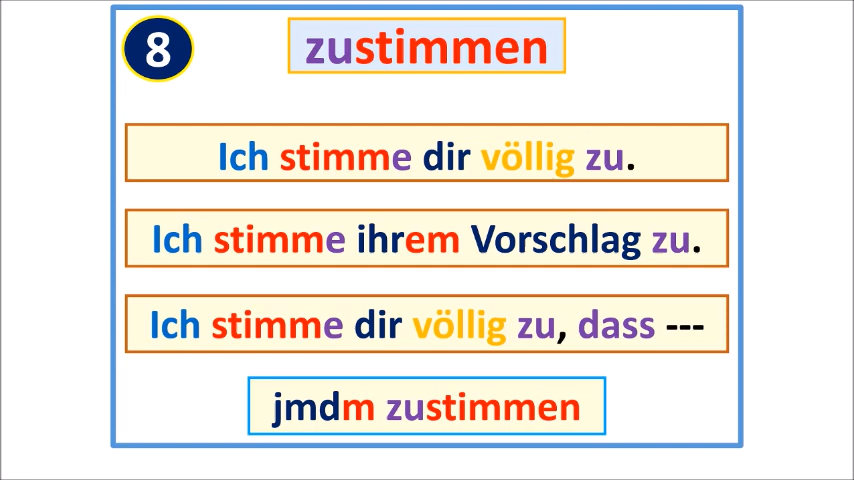 8
zustimmen
Ich stimme dir völlig zu.
Ich stimme ihrem Vorschlag zu.
Ich stimme dir völlig zu, dass ---
jmdm zustimmen